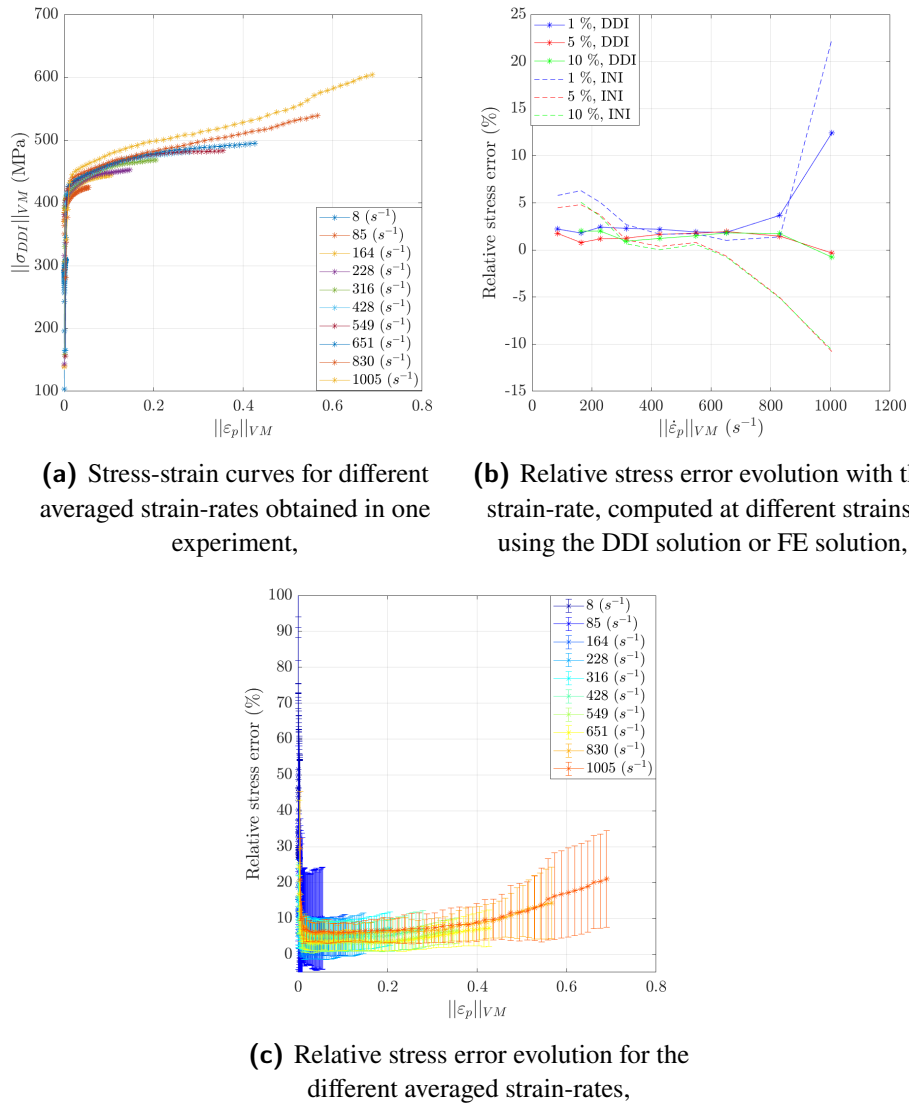 700
600
500
400
300
200
100
||σ_DDI||_VM (MPa)
8 (s⁻¹)
85 (s⁻¹)
164 (s⁻¹)
228 (s⁻¹)
316 (s⁻¹)
428 (s⁻¹)
549 (s⁻¹)
651 (s⁻¹)
830 (s⁻¹)
1005 (s⁻¹)
0 0.2 0.4 0.6 0.8
||ε_p||_VM
25
20
15
10
5
0
-5
-10
-15
Relative stress error (%)
1 %, DDI
5 %, DDI
10 %, DDI
1 %, INI
5 %, INI
10 %, INI
0 200 400 600 800 1000 1200
||ε̇_p||_VM (s⁻¹)
(a) Stress-strain curves for different
averaged strain-rates obtained in one
experiment,
(b) Relative stress error evolution with
strain-rate, computed at different strains
using the DDI solution or FE solution,
100
90
80
70
60
50
40
30
20
10
0
Relative stress error (%)
8 (s⁻¹)
85 (s⁻¹)
164 (s⁻¹)
228 (s⁻¹)
316 (s⁻¹)
428 (s⁻¹)
549 (s⁻¹)
651 (s⁻¹)
830 (s⁻¹)
1005 (s⁻¹)
0 0.2 0.4 0.6 0.8
||ε_p||_VM
(c) Relative stress error evolution for the
different averaged strain-rates,